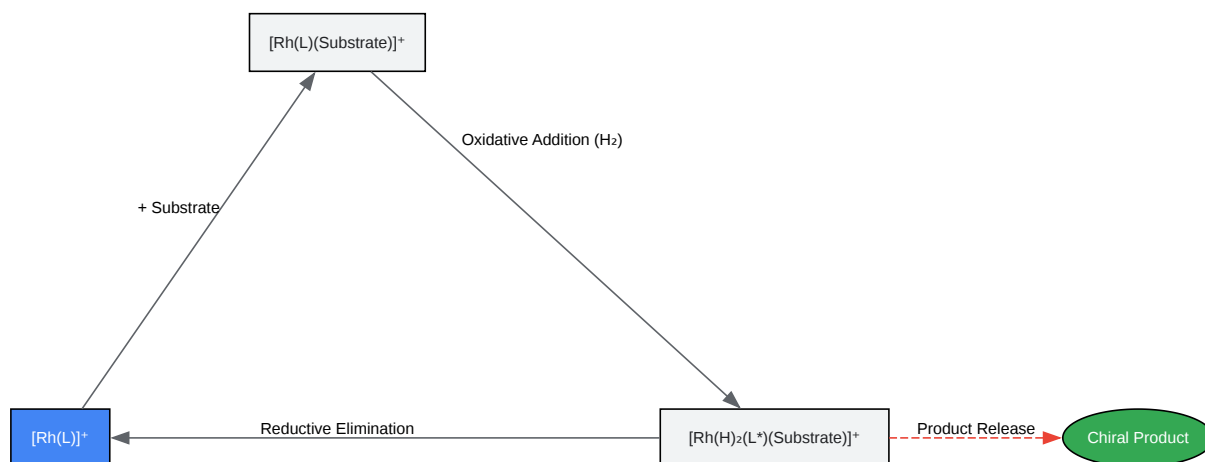 [Rh(L)(Substrate)]⁺
Oxidative Addition (H₂)
+ Substrate
Reductive Elimination
Product Release
[Rh(L)]⁺
[Rh(H)₂(L*)(Substrate)]⁺
Chiral Product